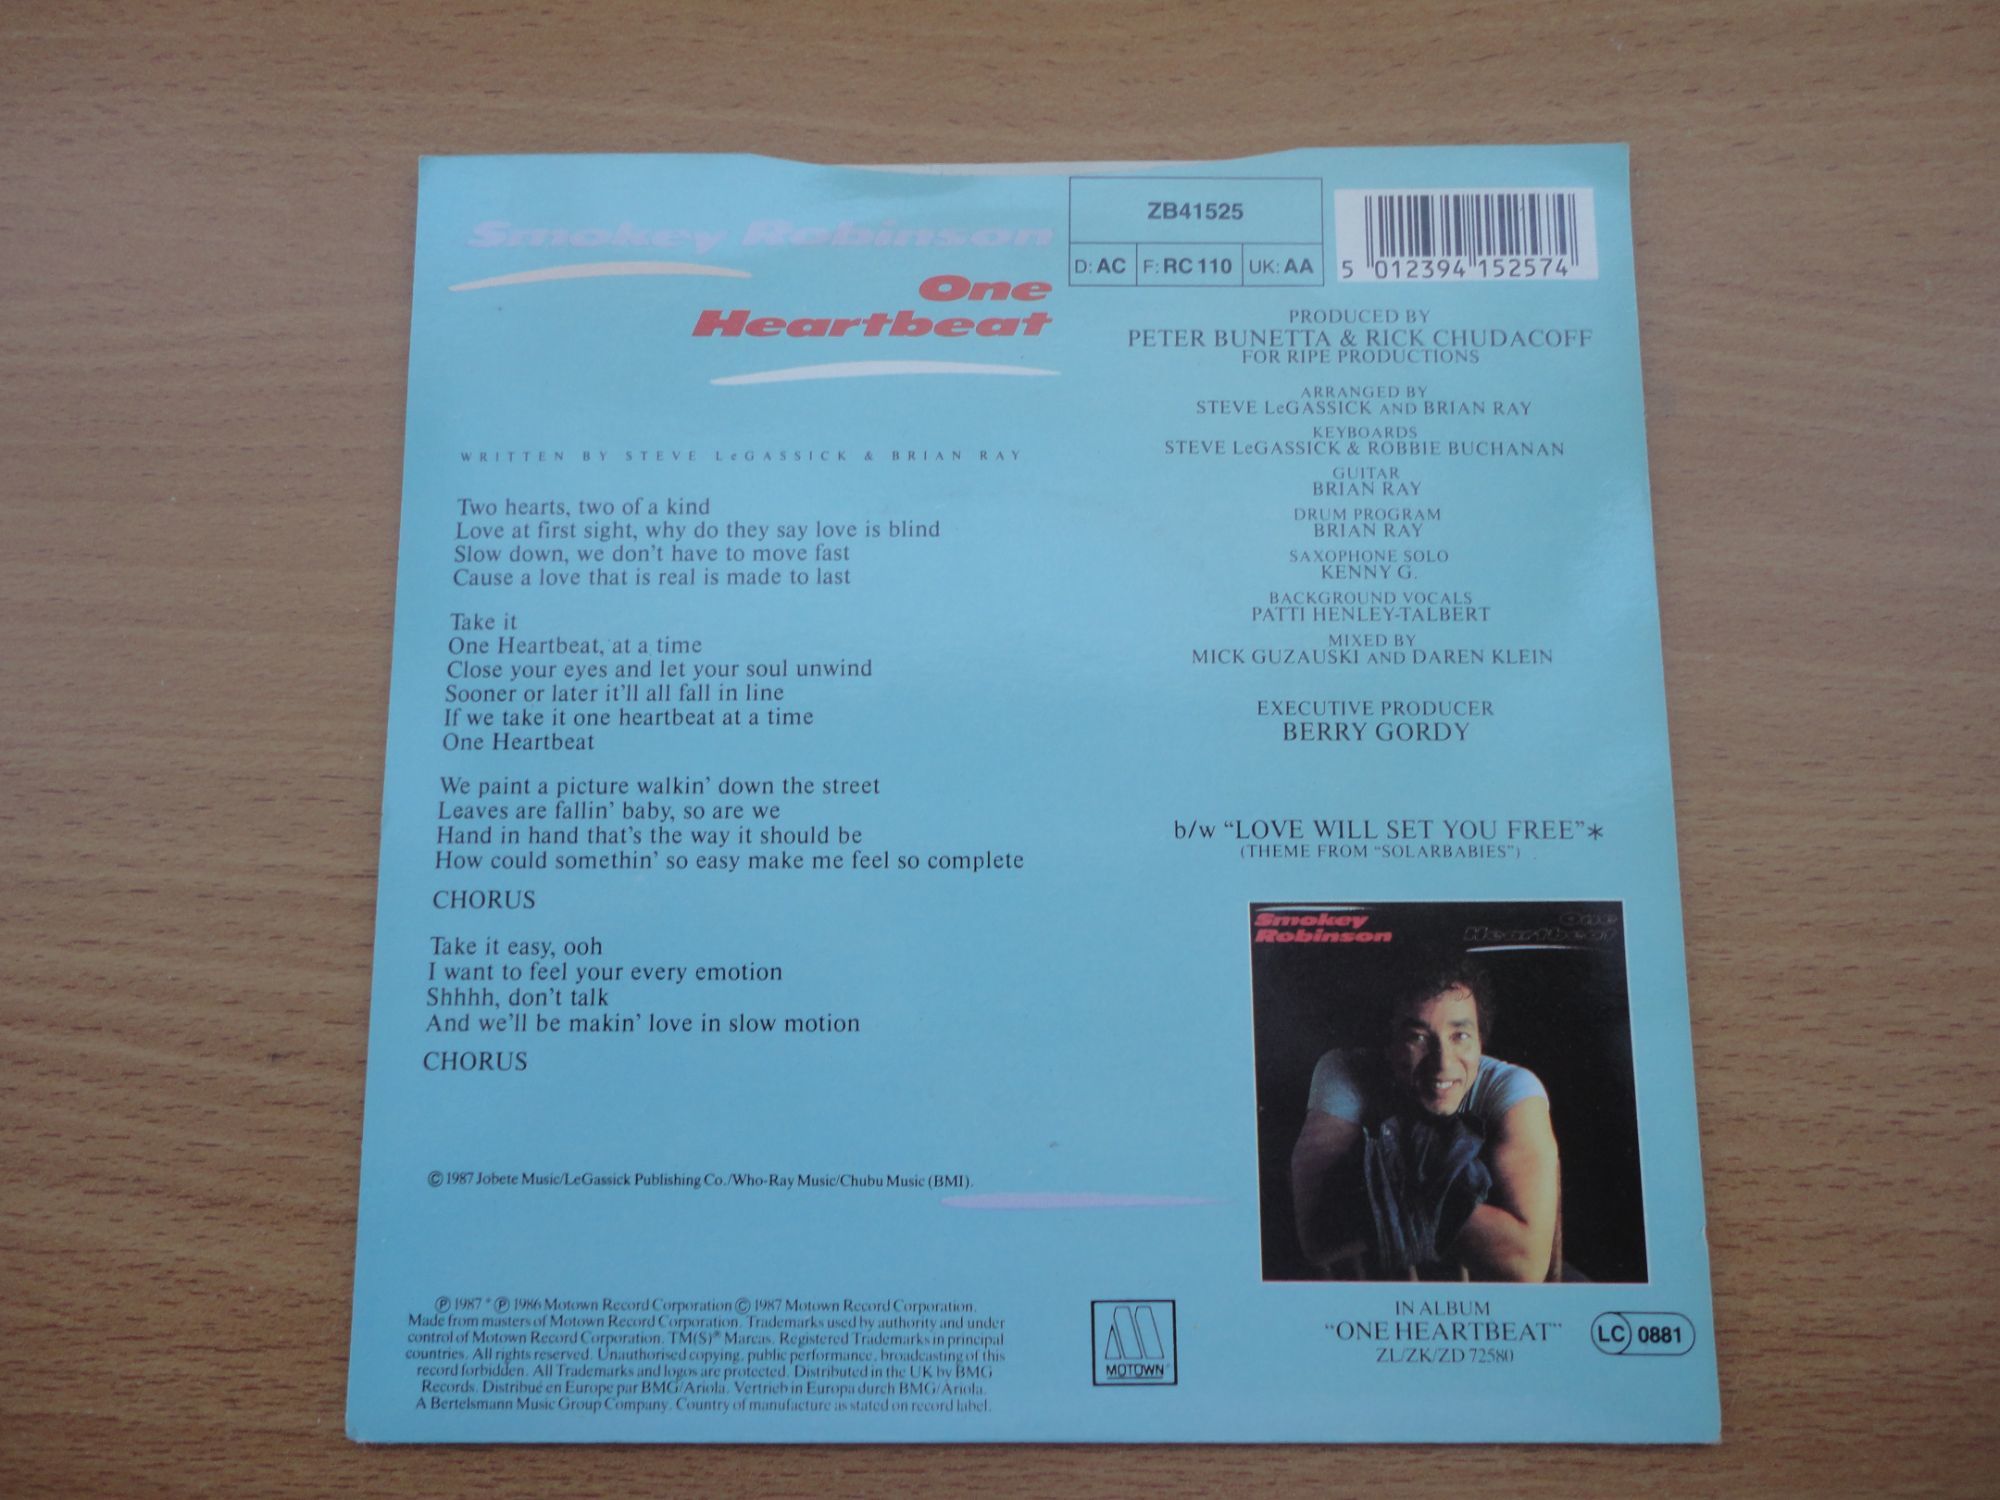 Smokey Robinson
One
Heartbeat
WRITTEN BY STEVE LeGASSICK & BRIAN RAY
Two hearts, two of a kind
Love at first sight, why do they say love is blind
Slow down, we don't have to move fast
Cause a love that is real is made to last
Take it
One Heartbeat, at a time
Close your eyes and let your soul unwind
Sooner or later it'll all fall in line
If we take it one heartbeat at a time
One Heartbeat
We paint a picture walkin' down the street
Leaves are fallin' baby, so are we
Hand in hand that's the way it should be
How could somethin' so easy make me feel so complete
CHORUS
Take it easy, ooh
I want to feel your every emotion
Shhhh, don't talk
And we'll be makin' love in slow motion
CHORUS
© 1987 Jobete Music/LeGassick Publishing Co./Who-Ray Music/Chubu Music (BMI).
℗ 1987 * ℗ 1986 Motown Record Corporation © 1987 Motown Record Corporation.
Made from masters of Motown Record Corporation. Trademarks used by authority and under
control of Motown Record Corporation. TM(S)® Marcas. Registered Trademarks in principal
countries. All rights reserved. Unauthorised copying, public performance, broadcasting of this
record forbidden. All Trademarks and logos are protected. Distributed in the UK by BMG
Records. Distribué en Europe par BMG/Ariola. Vertrieb in Europa durch BMG/Ariola.
A Bertelsmann Music Group Company. Country of manufacture as stated on record label.
ZB41525
D: AC F: RC 110 UK: AA
5 012394 152574
PRODUCED BY
PETER BUNETTA & RICK CHUDACOFF
FOR RIPE PRODUCTIONS
ARRANGED BY
STEVE LeGASSICK AND BRIAN RAY
KEYBOARDS
STEVE LeGASSICK & ROBBIE BUCHANAN
GUITAR
BRIAN RAY
DRUM PROGRAM
BRIAN RAY
SAXOPHONE SOLO
KENNY G.
BACKGROUND VOCALS
PATTI HENLEY-TALBERT
MIXED BY
MICK GUZAUSKI AND DAREN KLEIN
EXECUTIVE PRODUCER
BERRY GORDY
b/w "LOVE WILL SET YOU FREE"*
(THEME FROM "SOLARBABIES")
Smokey
Robinson
One
Heartbeat
IN ALBUM
"ONE HEARTBEAT"
ZL/ZK/ZD 72580
LC 0881
MOTOWN